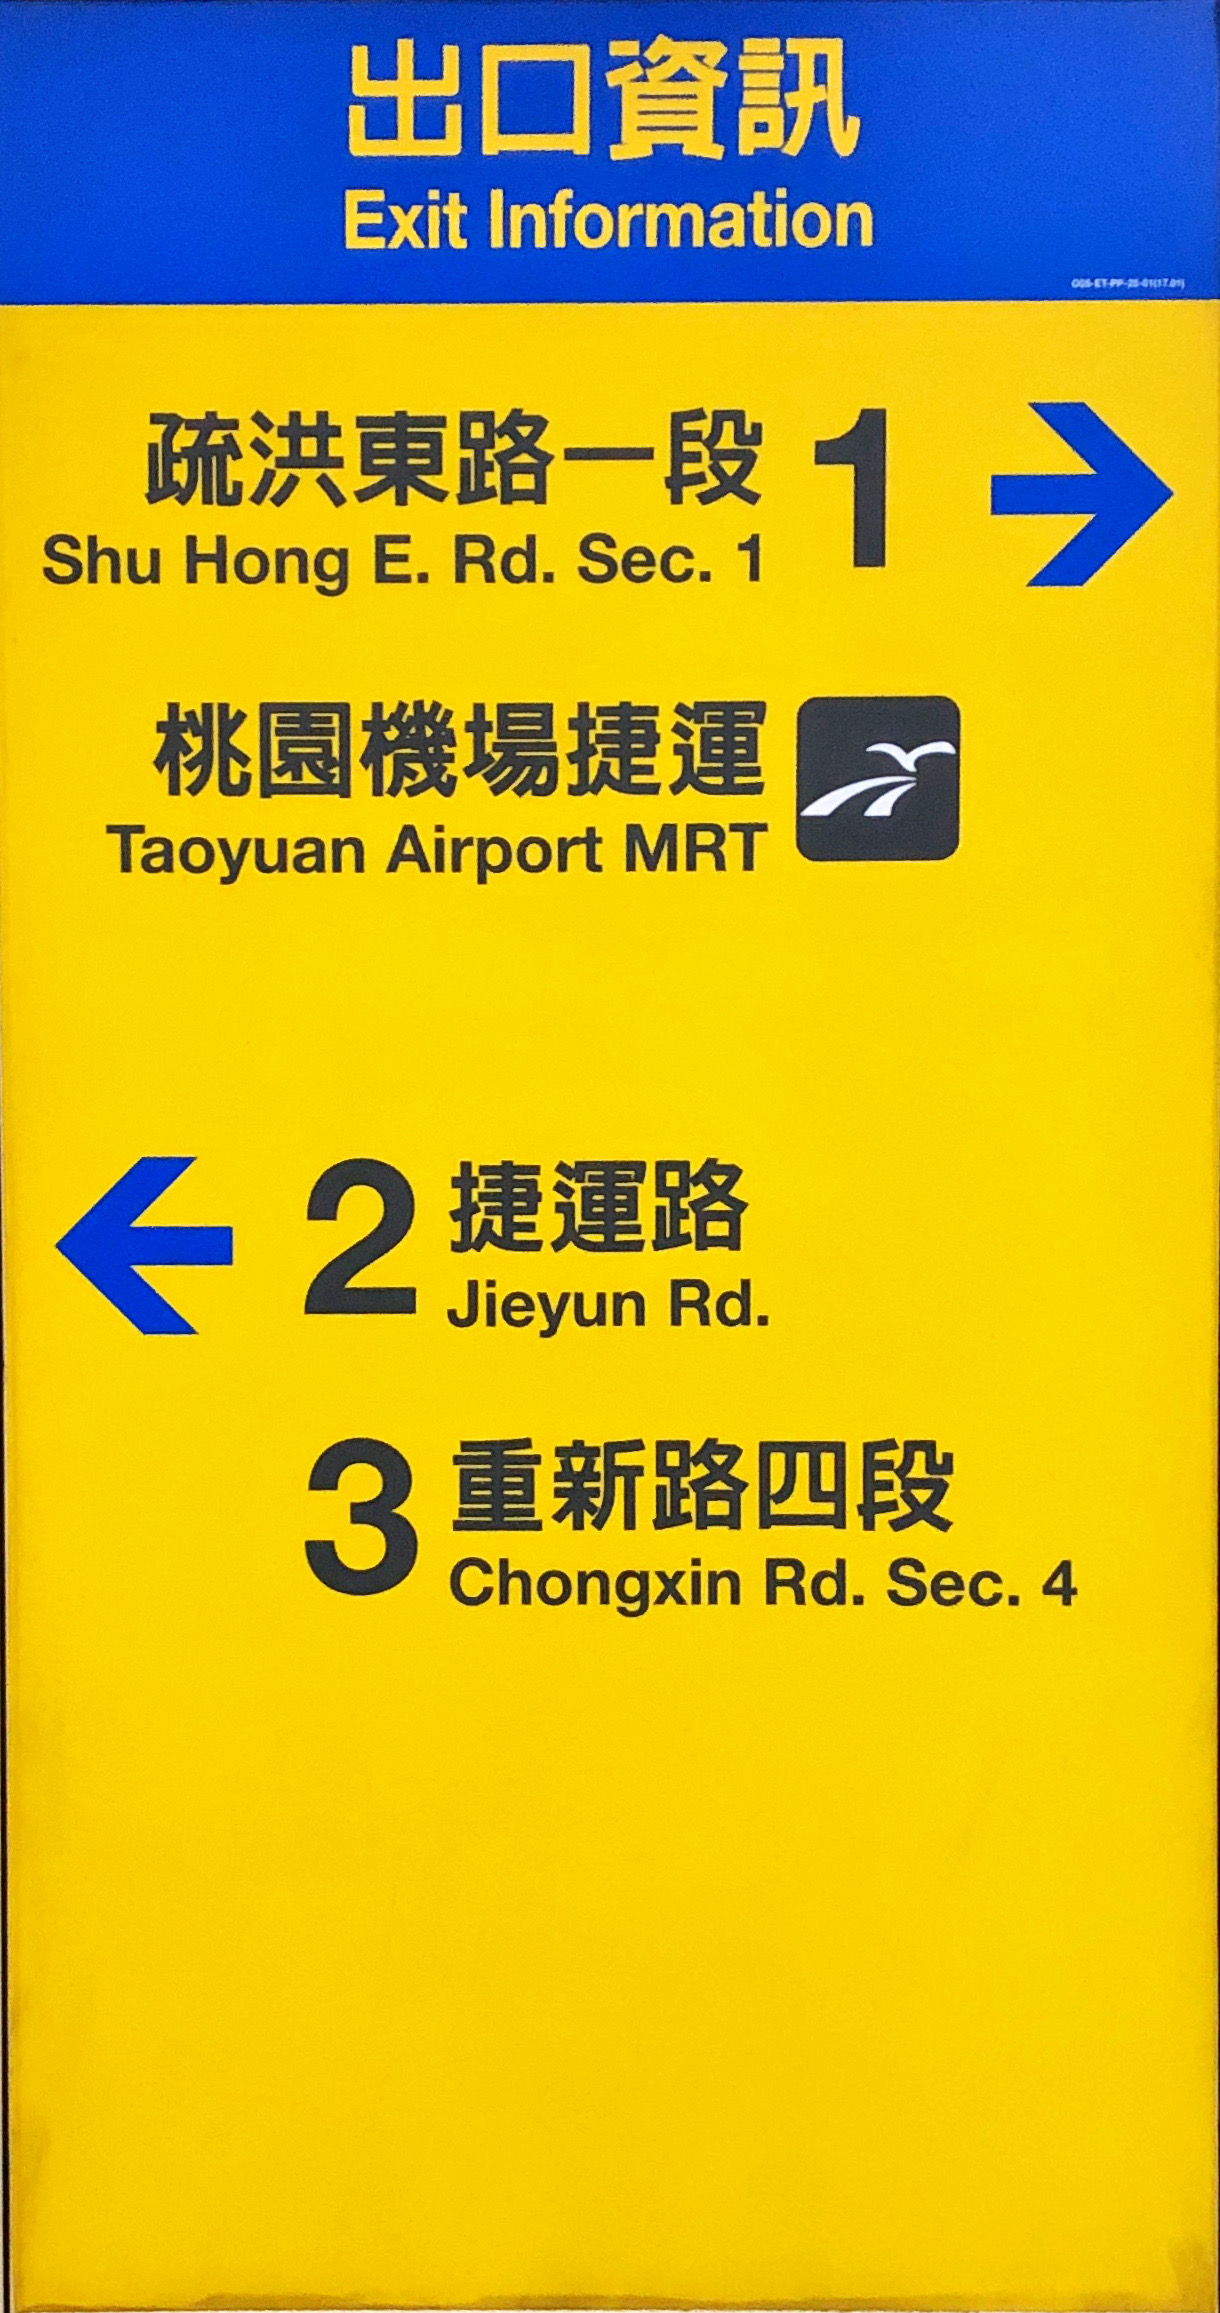 出口資訊
Exit Information
疏洪東路一段 1
Shu Hong E. Rd. Sec. 1
桃園機場捷運
Taoyuan Airport MRT
2 捷運路
Jieyun Rd.
3 重新路四段
Chongxin Rd. Sec. 4